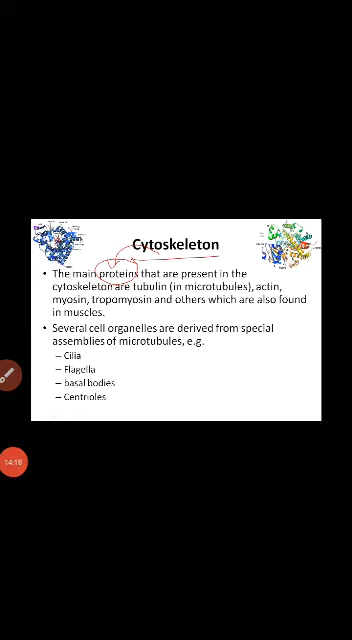 Cytoskeleton
• The main proteins that are present in the
cytoskeleton are tubulin (in microtubules), actin,
myosin, tropomyosin and others which are also found
in muscles.
• Several cell organelles are derived from special
assemblies of microtubules, e.g.
– Cilia
– Flagella
– basal bodies
– Centrioles
14:18